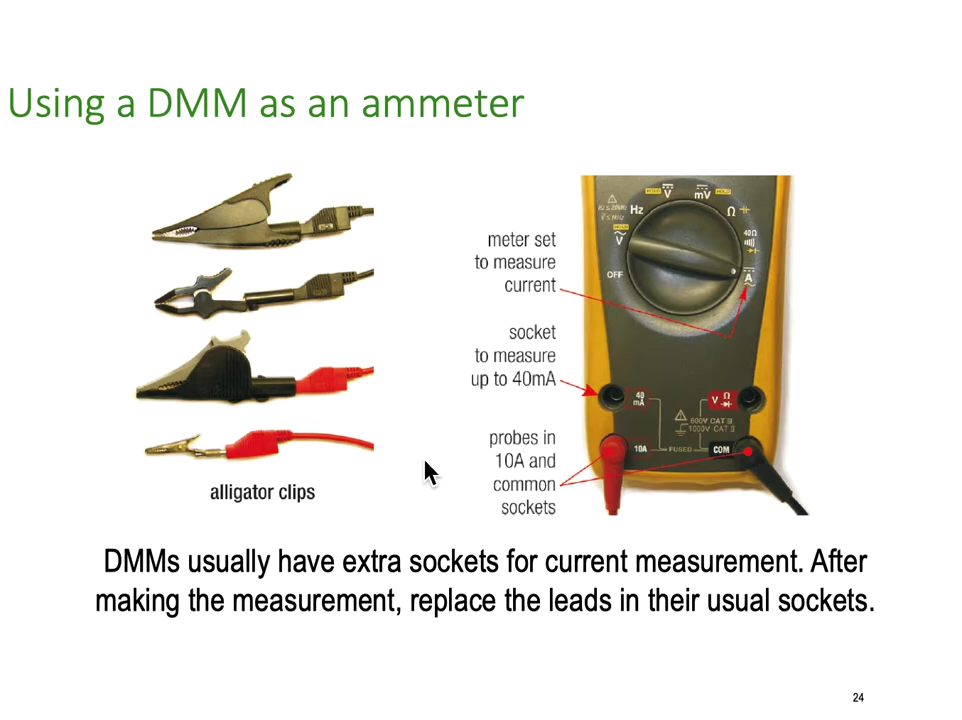 Using a DMM as an ammeter
alligator clips
meter set
to measure
current
socket
to measure
up to 40mA
probes in
10A and
common
sockets
Hz
V
mV
Ω
40Ω
V
OFF
A
40
mA
V Ω
600V CAT III
1000V CAT II
10A
FUSED
COM
DMMs usually have extra sockets for current measurement. After
making the measurement, replace the leads in their usual sockets.
24